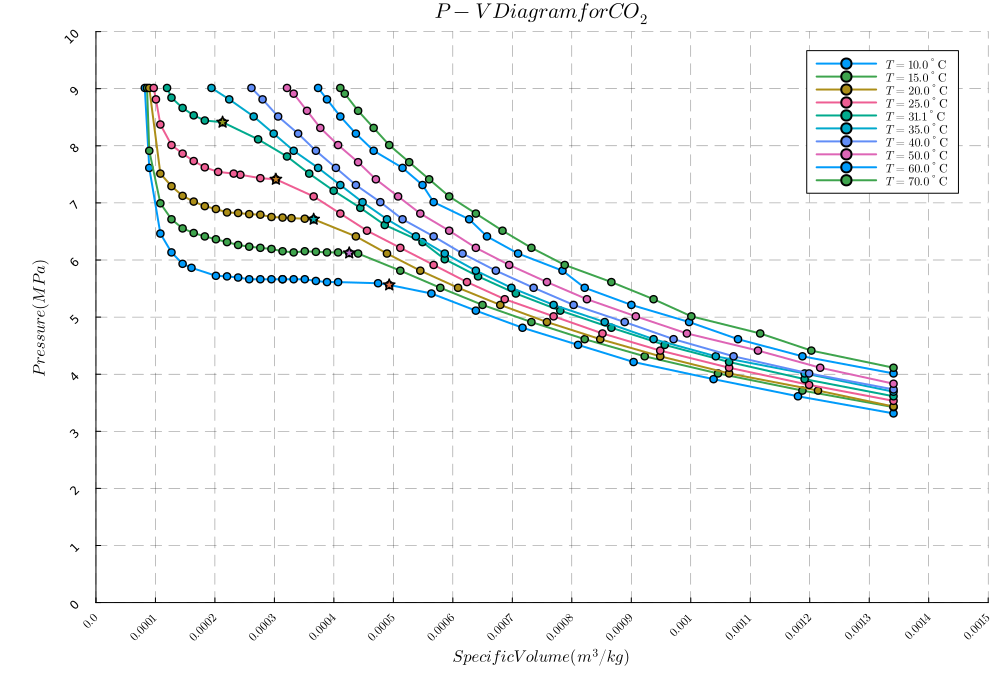 P − V DiagramforCO₂
10
9
8
7
6
5
4
3
2
1
0
Pressure(MPa)
T = 10.0°C
T = 15.0°C
T = 20.0°C
T = 25.0°C
T = 31.1°C
T = 35.0°C
T = 40.0°C
T = 50.0°C
T = 60.0°C
T = 70.0°C
0.0 0.0001 0.0002 0.0003 0.0004 0.0005 0.0006 0.0007 0.0008 0.0009 0.001 0.0011 0.0012 0.0013 0.0014 0.0015
SpecificVolume(m³/kg)